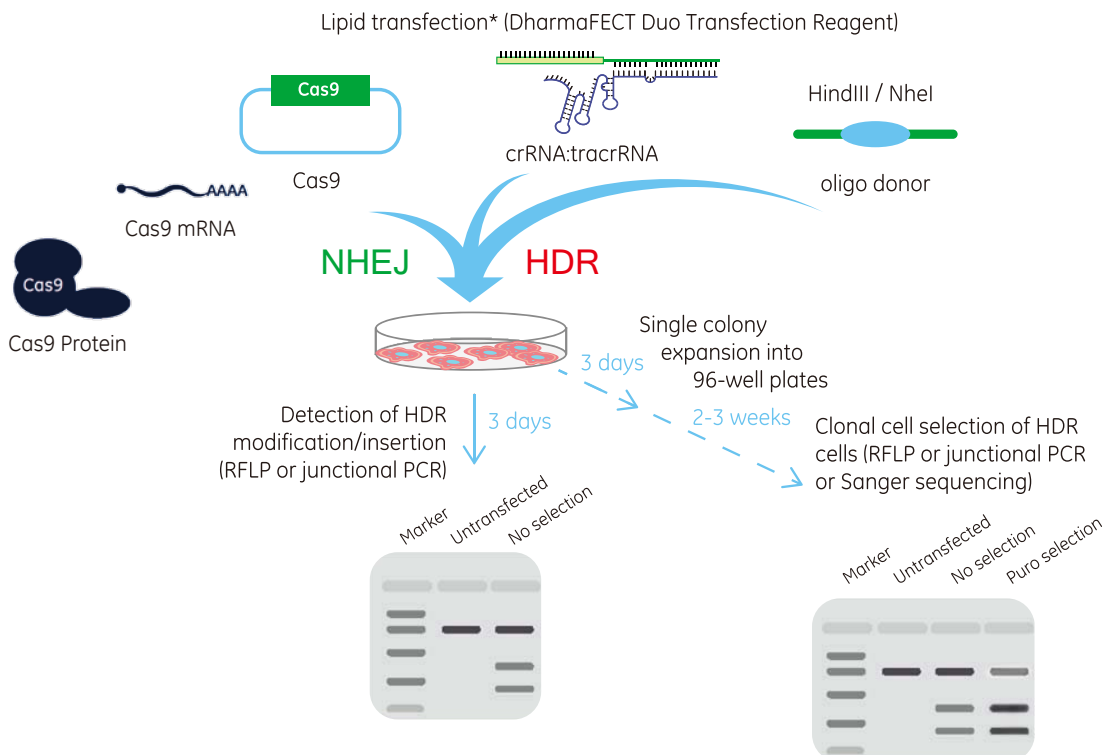 Lipid transfection* (DharmaFECT Duo Transfection Reagent)
Cas9
Cas9
crRNA:tracrRNA
HindIII / NheI
oligo donor
AAAA
Cas9 mRNA
Cas9
Cas9 Protein
NHEJ
HDR
Single colony
expansion into
96-well plates
3 days
2-3 weeks
Detection of HDR
modification/insertion
(RFLP or junctional PCR)
3 days
Clonal cell selection of HDR
cells (RFLP or junctional PCR
or Sanger sequencing)
Marker
Untransfected
No selection
Marker
Untransfected
No selection
Puro selection